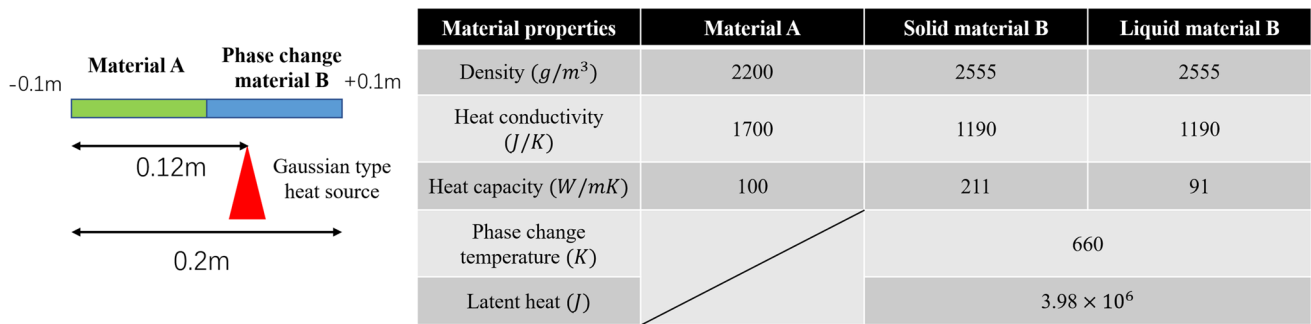 Material A
Phase change
material B
-0.1m
+0.1m
0.12m
Gaussian type
heat source
0.2m
Material properties Material A Solid material B Liquid material B
Density (g/m³) 2200 2555 2555
Heat conductivity
(J/K) 1700 1190 1190
Heat capacity (W/mK) 100 211 91
Phase change
temperature (K) 660
Latent heat (J) 3.98 × 10⁶